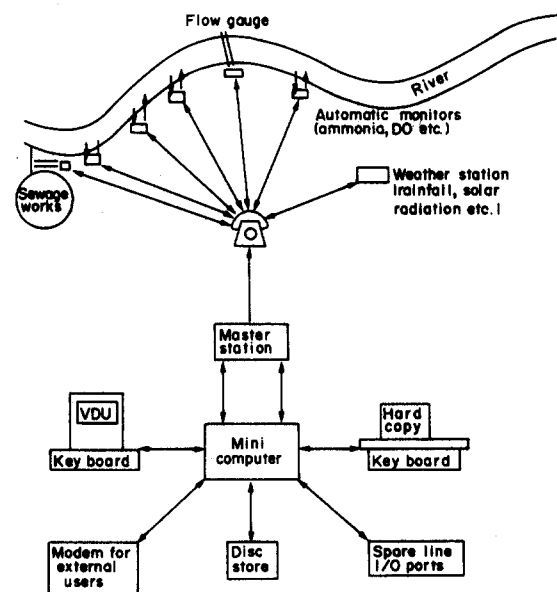 Flow gauge
River
Automatic monitors
(ammonia, DO etc.)
Weather station
(rainfall, solar
radiation etc.)
Sewage
works
Master
station
VDU
Key board
Mini
computer
Hard
copy
Key board
Modem for
external
users
Disc
store
Spare line
I/O ports